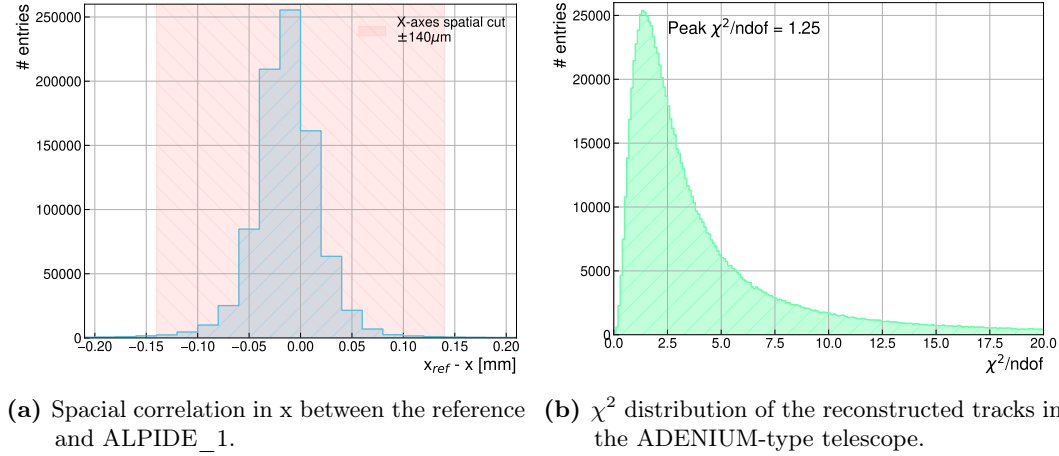 X-axes spatial cut
±140μm
# entries
250000
200000
150000
100000
50000
0
−0.20 −0.15 −0.10 −0.05 0.00 0.05 0.10 0.15 0.20
x_ref - x [mm]
(a) Spacial correlation in x between the reference
and ALPIDE_1.
Peak χ²/ndof = 1.25
# entries
25000
20000
15000
10000
5000
0
0.0 2.5 5.0 7.5 10.0 12.5 15.0 17.5 20.0
χ²/ndof
(b) χ² distribution of the reconstructed tracks in
the ADENIUM-type telescope.